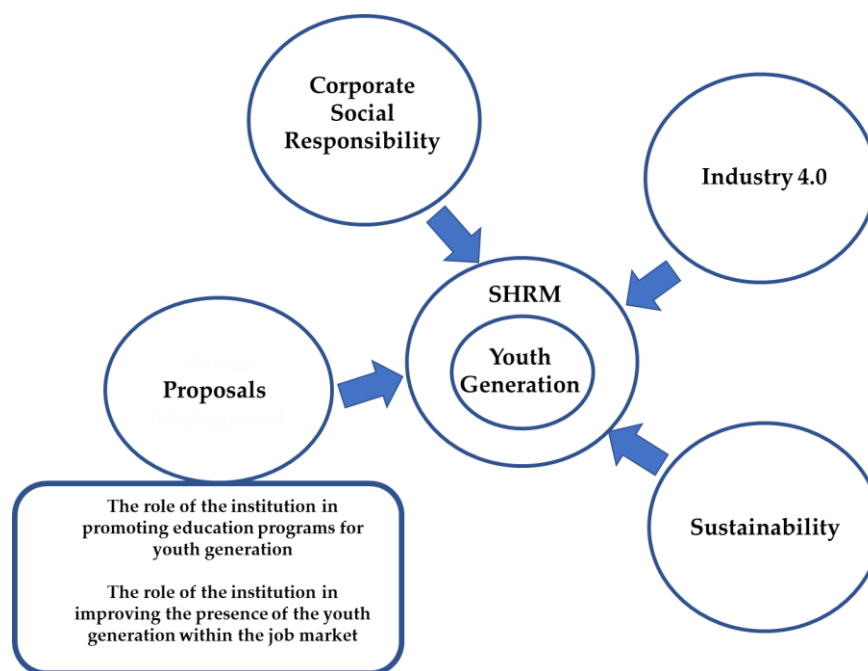 Corporate
Social
Responsibility
Industry 4.0
SHRM
Youth
Generation
Proposals
Sustainability
The role of the institution in
promoting education programs for
youth generation
The role of the institution in
improving the presence of the youth
generation within the job market